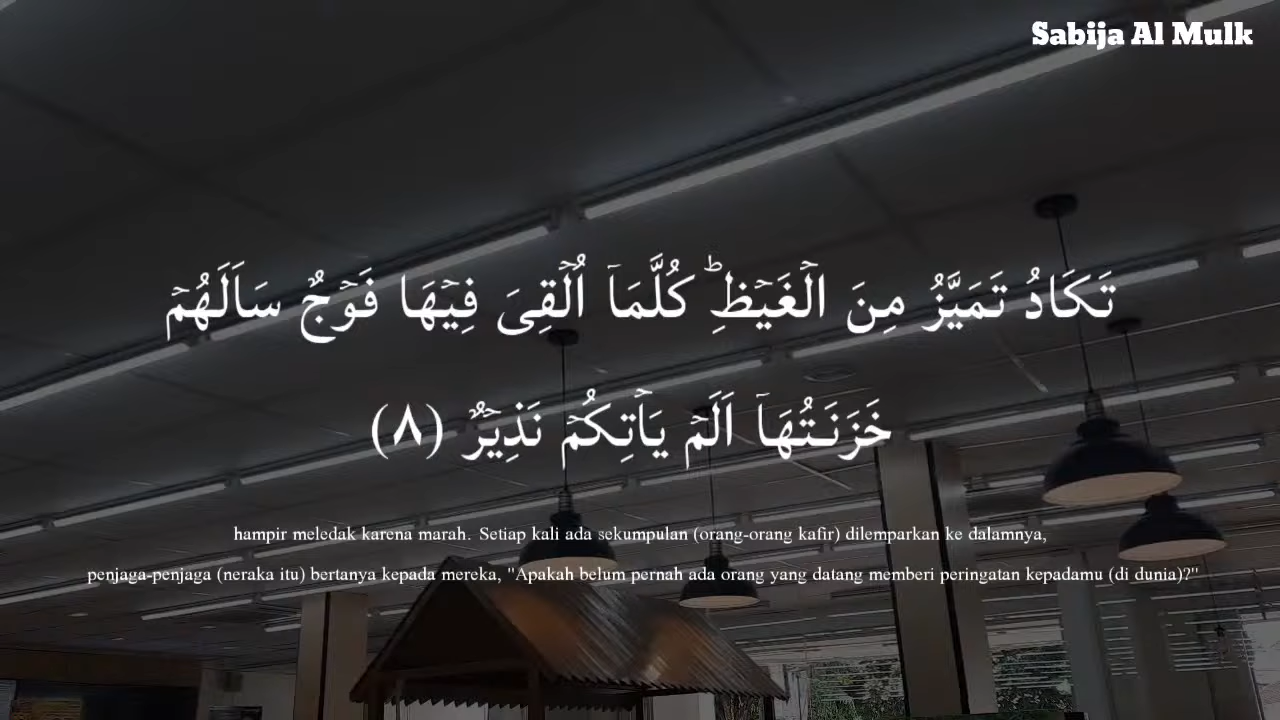 Sabija Al Mulk
تَكَادُ تَمَيَّزُ مِنَ الْغَيْظِۗ كُلَّمَآ اُلْقِيَ فِيْهَا فَوْجٌ سَاَلَهُمْ
خَزَنَتُهَآ اَلَمْ يَأْتِكُمْ نَذِيْرٌ (٨)
hampir meledak karena marah. Setiap kali ada sekumpulan (orang-orang kafir) dilemparkan ke dalamnya,
penjaga-penjaga (neraka itu) bertanya kepada mereka, "Apakah belum pernah ada orang yang datang memberi peringatan kepadamu (di dunia)?"